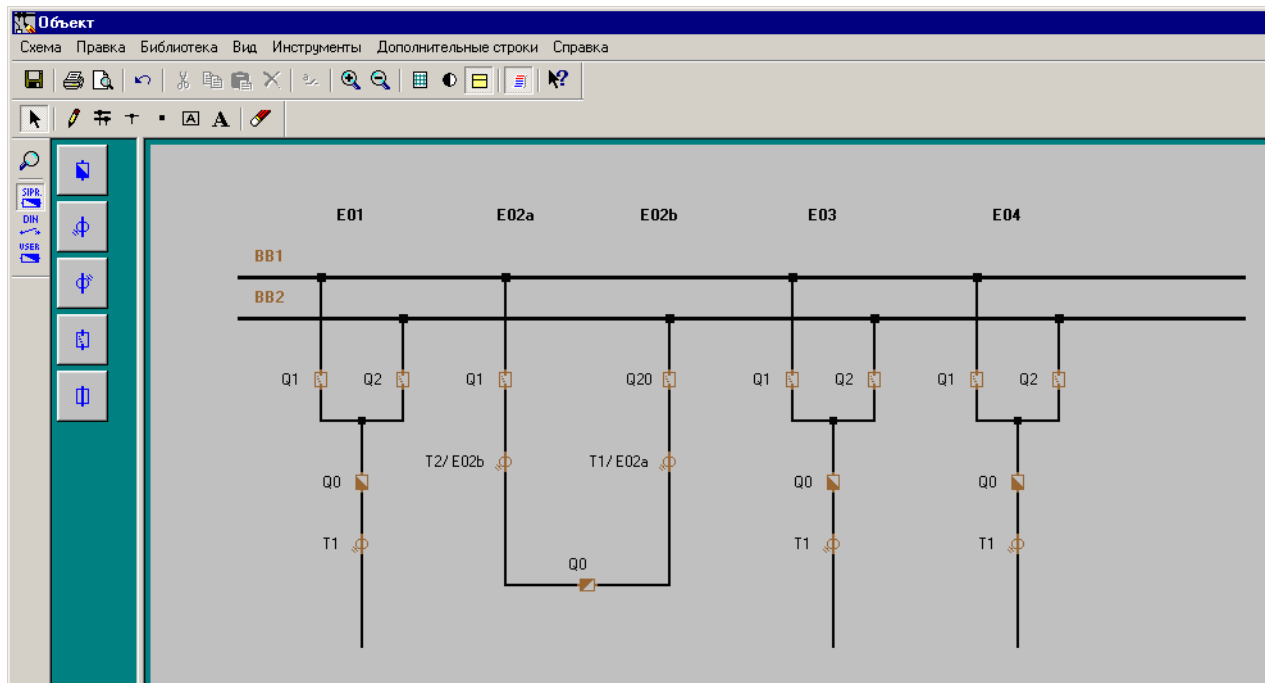 Объект
Схема Правка Библиотека Вид Инструменты Дополнительные строки Справка
A A
SIPR.
DIN
USER
E01 E02a E02b E03 E04
BB1
BB2
Q1 Q2 Q1 Q20 Q1 Q2 Q1 Q2
T2/E02b T1/E02a
Q0 Q0 Q0
T1 T1 T1
Q0